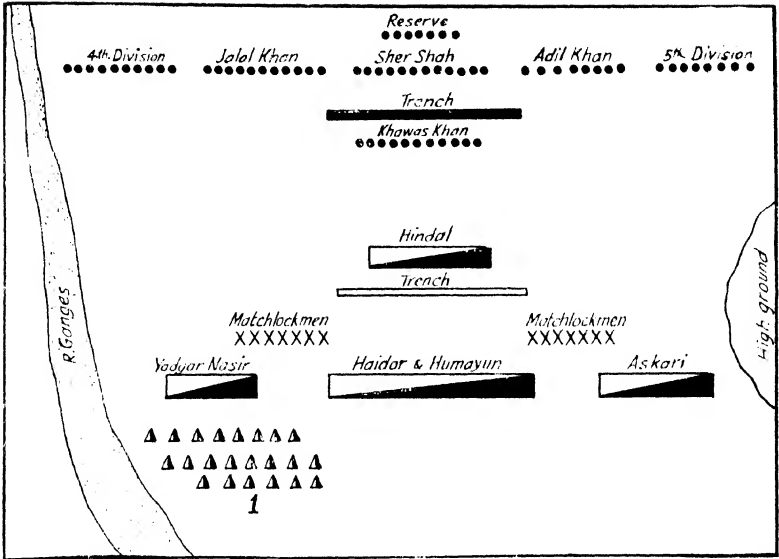 Reserve
4th. Division Jalal Khan Sher Shah Adil Khan 5th. Division
Trench
Khawas Khan
Hindal
Trench
R. Ganges
High ground
Matchlockmen Matchlockmen
XXXXXXX XXXXXXX
Yadgar Nasir Haidar & Humayun Askari
1